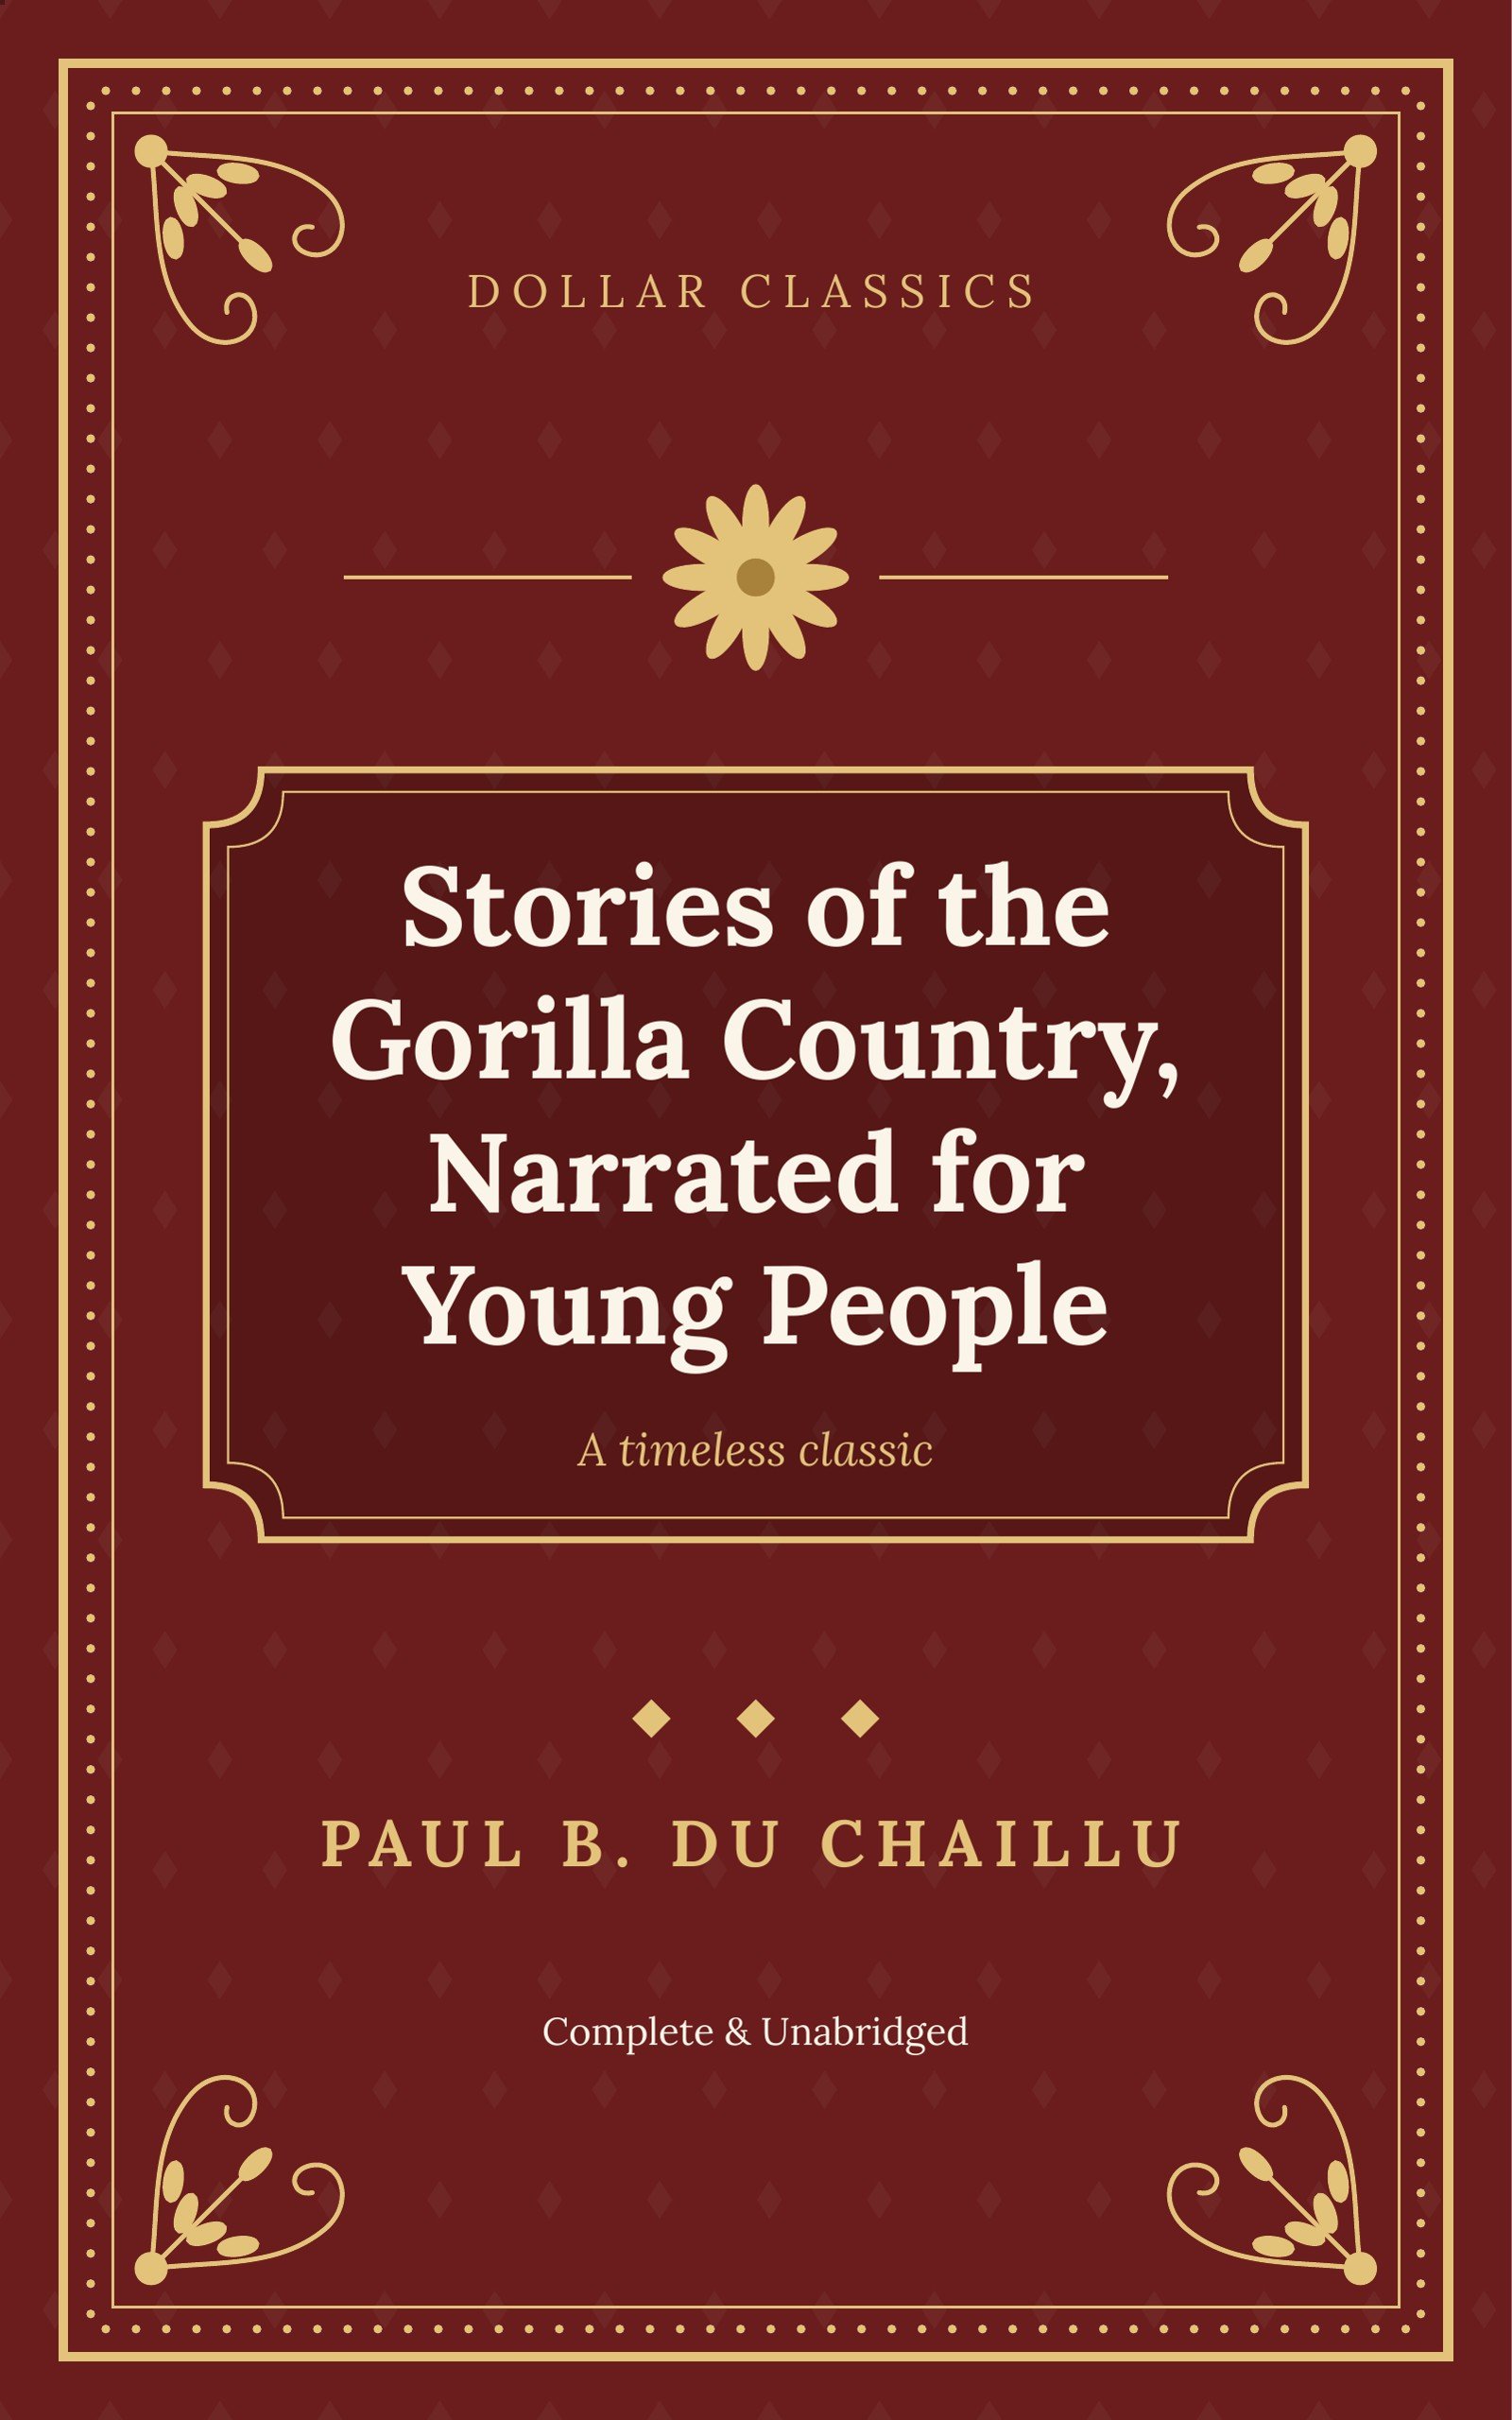 DOLLAR CLASSICS
Stories of the
Gorilla Country,
Narrated for
Young People
A timeless classic
PAUL B. DU CHAILLU
Complete & Unabridged